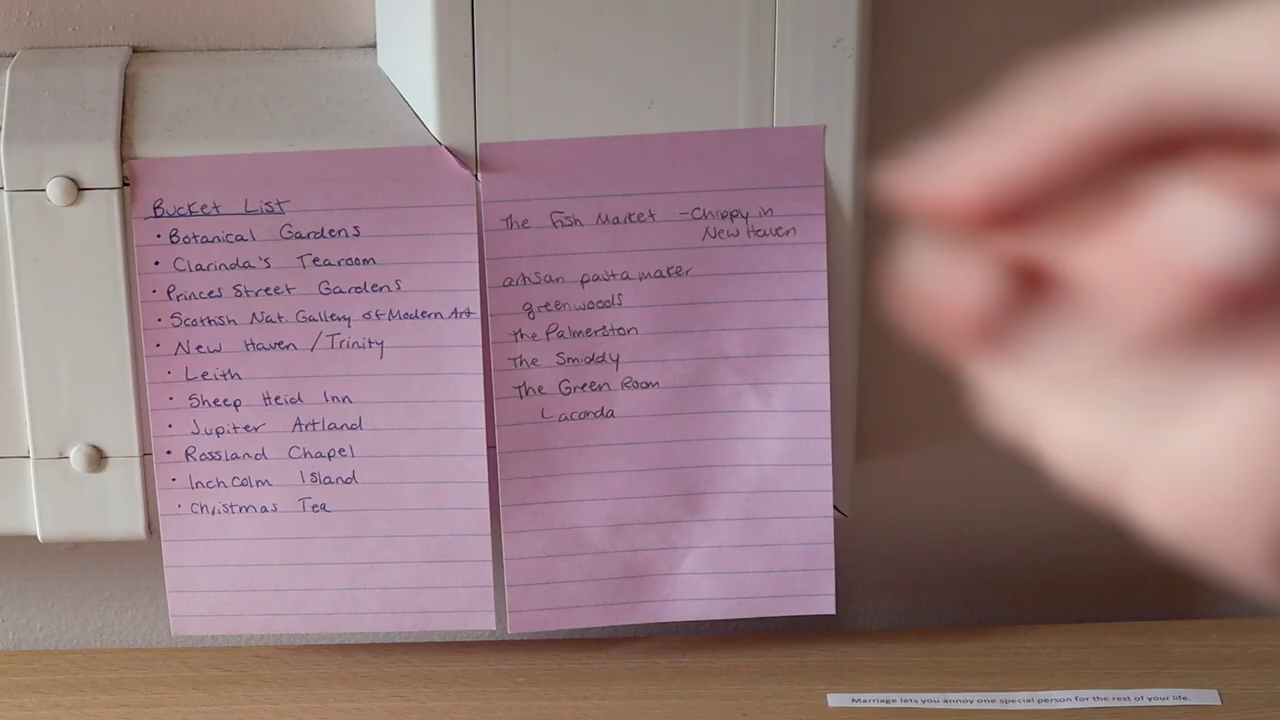 Bucket List
• Botanical Gardens
• Clarinda's Tearoom
• Princes Street Gardens
• Scottish Nat. Gallery of Modern Art
• New Haven / Trinity
• Leith
• Sheep Heid Inn
• Jupiter Artland
• Rossland Chapel
• Inchcolm Island
• Christmas Tea
The Fish Market - Chippy in
New Haven
artisan pasta maker
greenwoods
The Palmerston
The Smiddy
The Green Room
Laconda
Marriage lets you annoy one special person for the rest of your life.